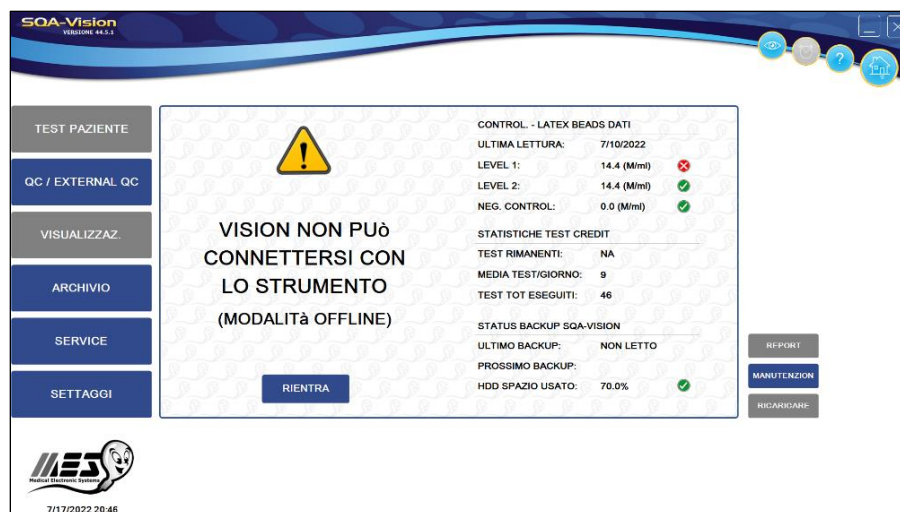 SQA-Vision
VERSIONE 44.5.1
?
TEST PAZIENTE
QC / EXTERNAL QC
VISUALIZZAZ.
ARCHIVIO
SERVICE
SETTAGGI
VISION NON PUò
CONNETTERSI CON
LO STRUMENTO
(MODALITà OFFLINE)
RIENTRA
CONTROL. - LATEX BEADS DATI
ULTIMA LETTURA: 7/10/2022
LEVEL 1: 14.4 (M/ml)
LEVEL 2: 14.4 (M/ml)
NEG. CONTROL: 0.0 (M/ml)
STATISTICHE TEST CREDIT
TEST RIMANENTI: NA
MEDIA TEST/GIORNO: 9
TEST TOT ESEGUITI: 46
STATUS BACKUP SQA-VISION
ULTIMO BACKUP: NON LETTO
PROSSIMO BACKUP:
HDD SPAZIO USATO: 70.0%
REPORT
MANUTENZION
RICARICARE
MES
Medical Electronic Systems
7/17/2022 20:46